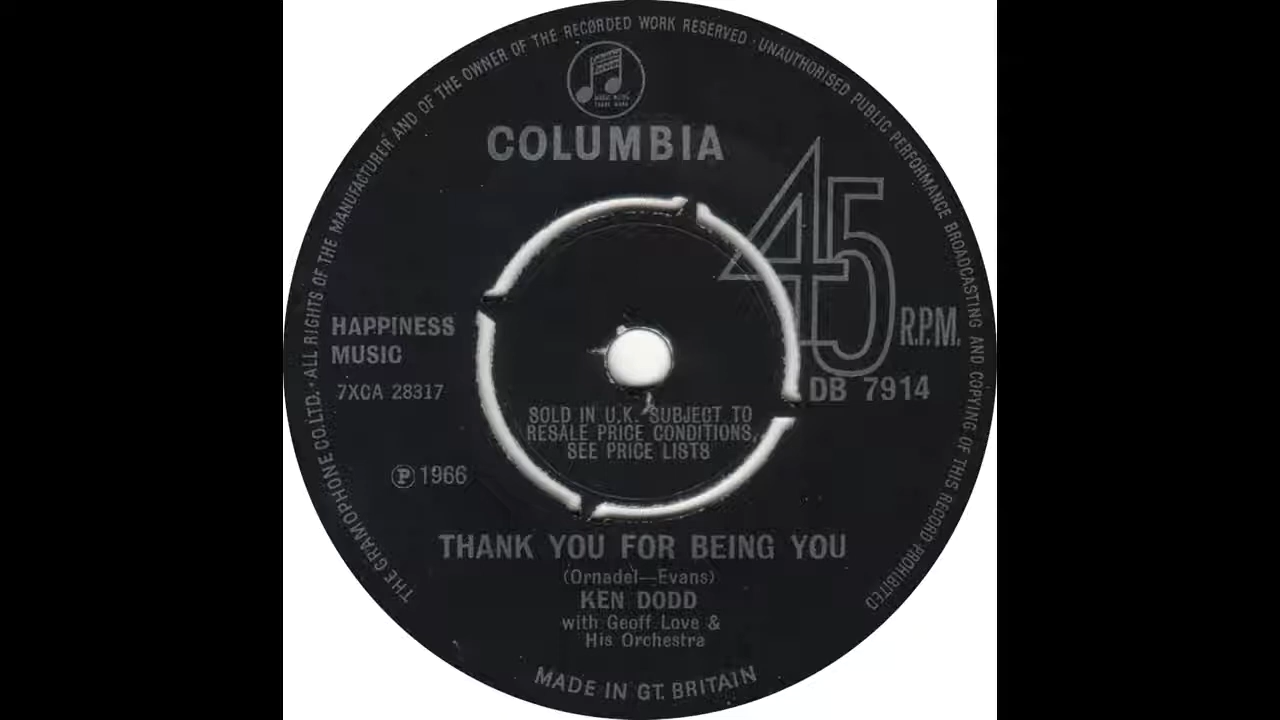 THE GRAMOPHONE CO. LTD. · ALL RIGHTS OF THE MANUFACTURER AND OF THE OWNER OF THE RECORDED WORK RESERVED · UNAUTHORISED PUBLIC PERFORMANCE BROADCASTING AND COPYING OF THIS RECORD PROHIBITED
COLUMBIA
45
R.P.M.
DB 7914
HAPPINESS
MUSIC
7XCA 28317
SOLD IN U.K. SUBJECT TO
RESALE PRICE CONDITIONS,
SEE PRICE LISTS
Ⓟ 1966
THANK YOU FOR BEING YOU
(Ornadel—Evans)
KEN DODD
with Geoff Love &
His Orchestra
MADE IN GT. BRITAIN